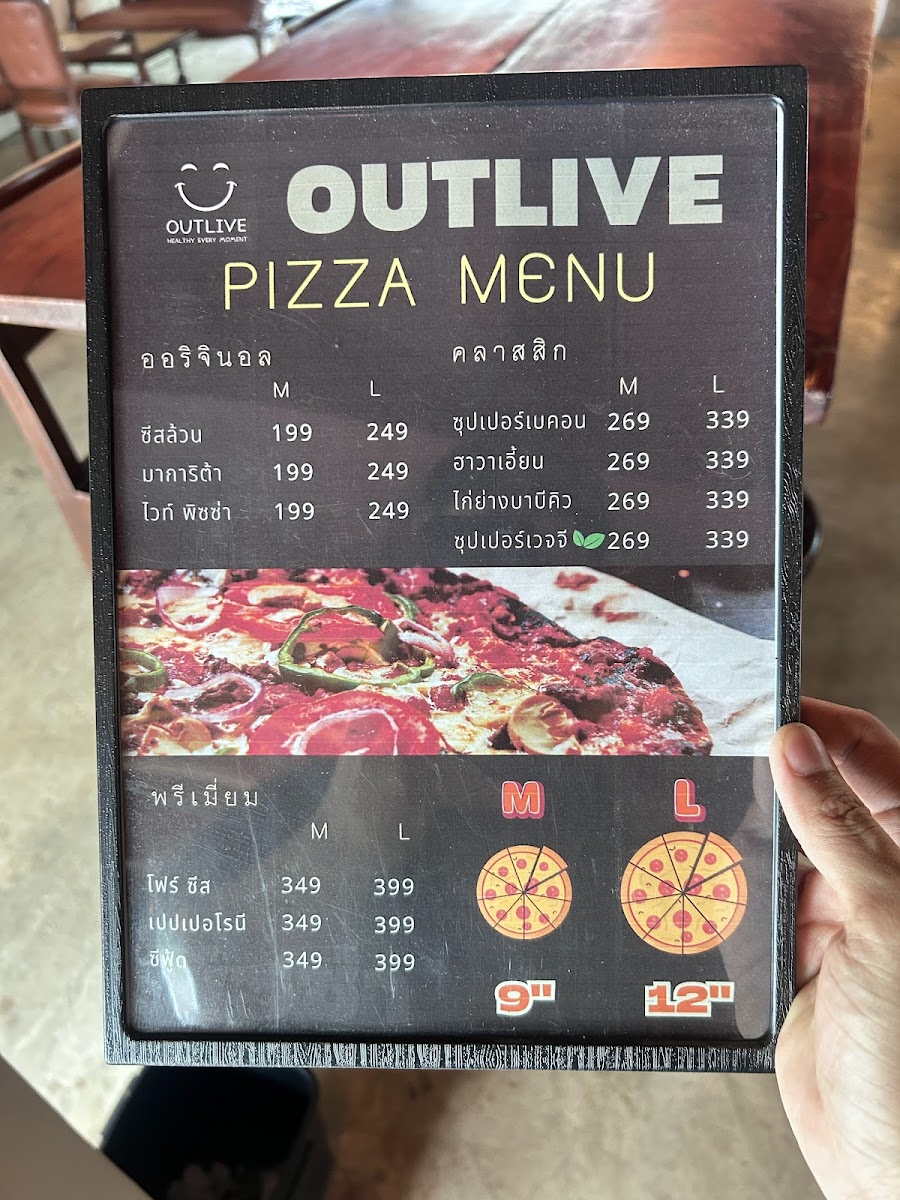 OUTLIVE
HEALTHY EVERY MOMENT
OUTLIVE
PIZZA MENU
ออริจินอล
M L
ชีสล้วน 199 249
มาการิต้า 199 249
ไวท์ พิซซ่า 199 249
คลาสสิก
M L
ซุปเปอร์เบคอน 269 339
ฮาวาเอี้ยน 269 339
ไก่ย่างบาบีคิว 269 339
ซุปเปอร์เวจจี 269 339
พรีเมี่ยม
M L
โฟร์ ชีส 349 399
เปปเปอโรนี 349 399
ซีฟู้ด 349 399
M L
9" 12"